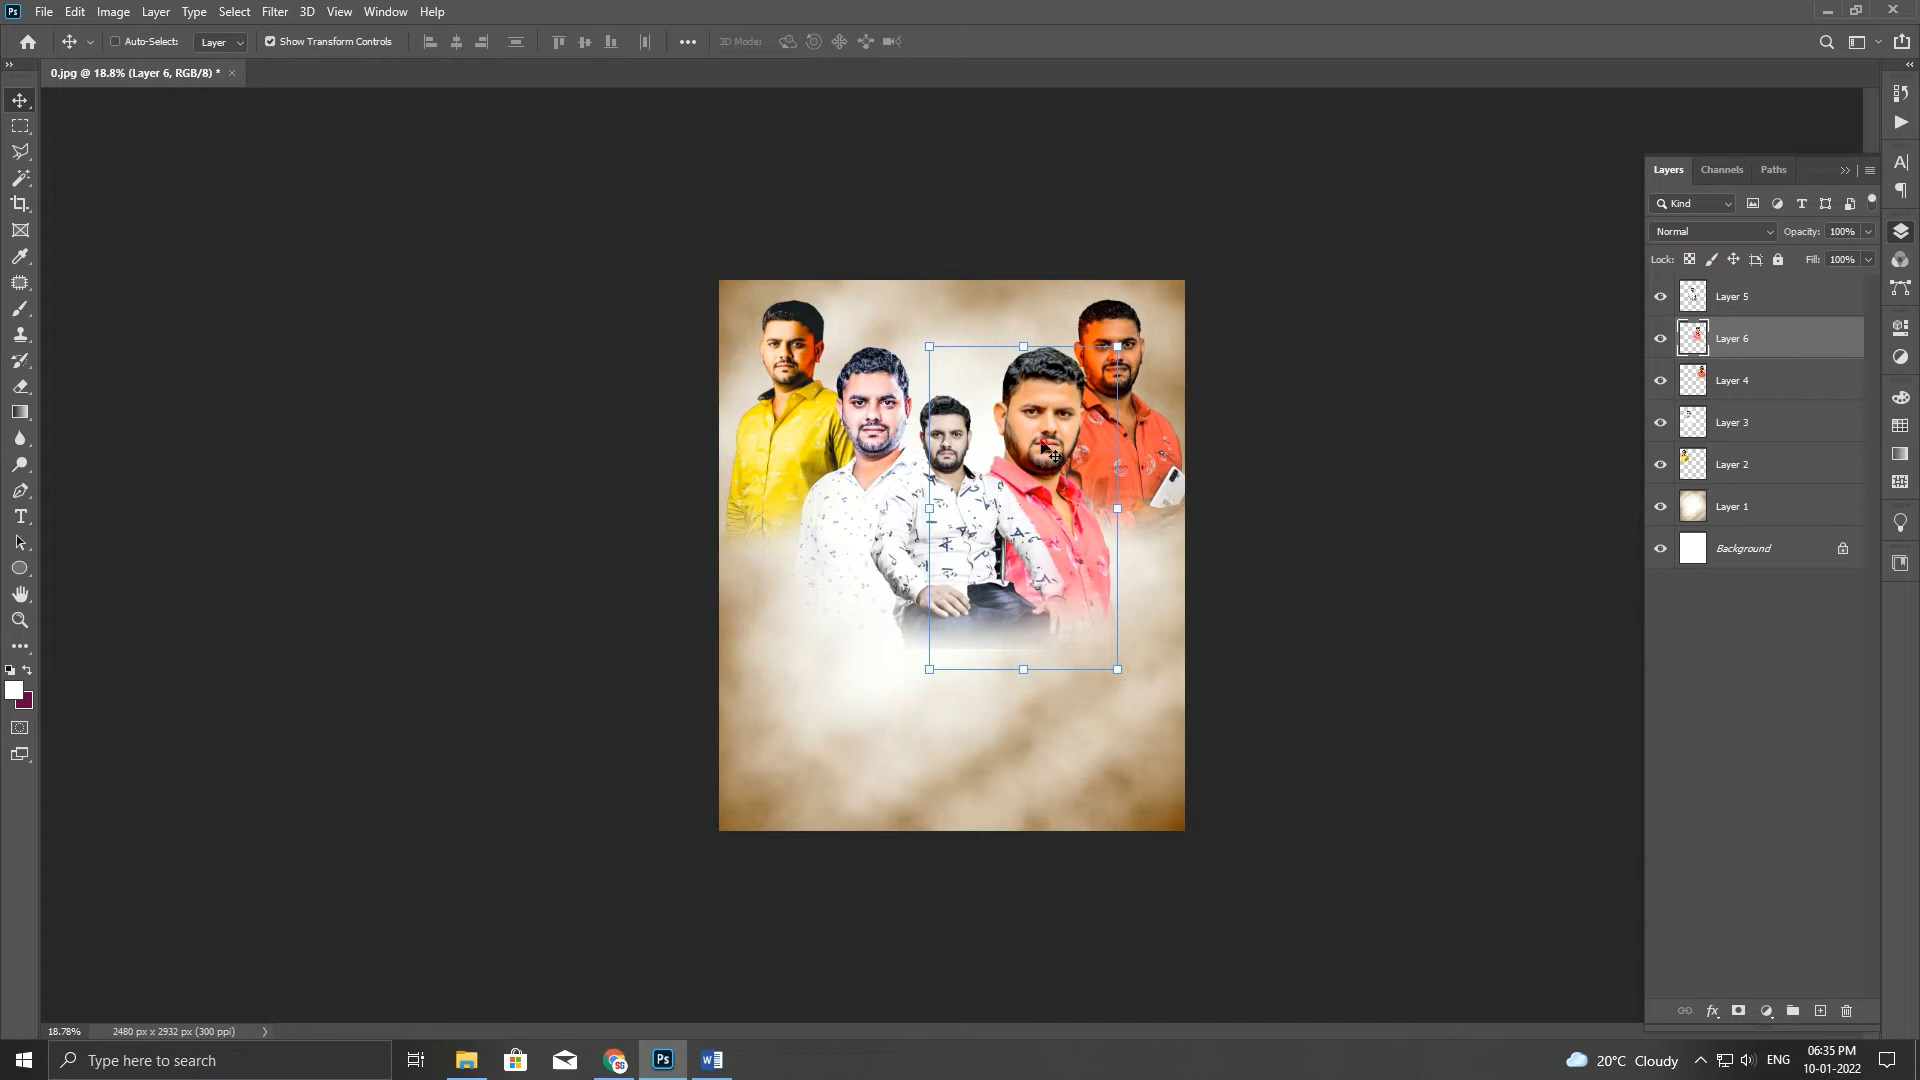 Ps File Edit Image Layer Type Select Filter 3D View Window Help
Auto-Select: Layer Show Transform Controls 3D Mode:
0.jpg @ 18.8% (Layer 6, RGB/8) * ×
Layers Channels Paths
Kind
Normal Opacity: 100%
Lock: Fill: 100%
Layer 5
Layer 6
Layer 4
Layer 3
Layer 2
Layer 1
Background
18.78% 2480 px x 2932 px (300 ppi)
Type here to search
20°C Cloudy ENG
06:35 PM
10-01-2022